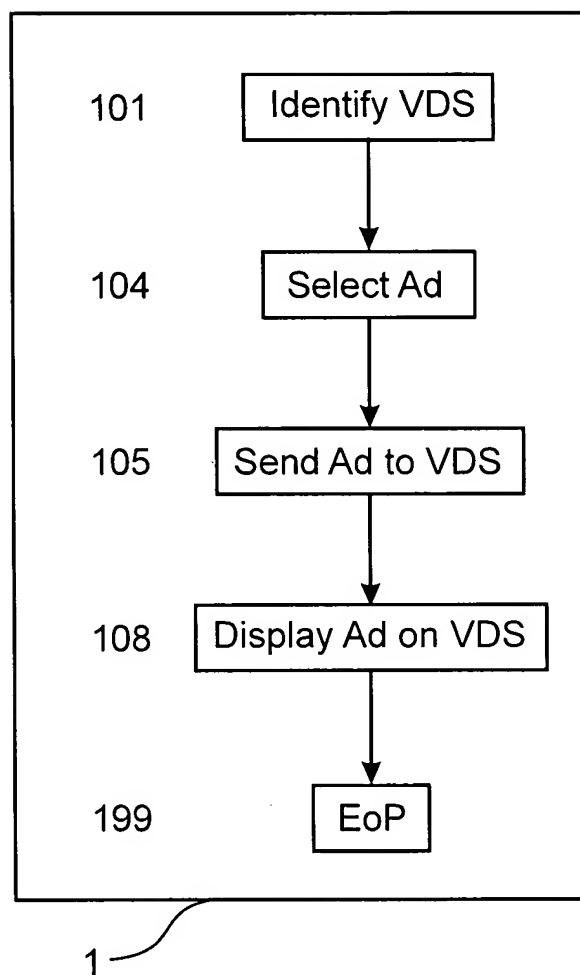 101 Identify VDS
104 Select Ad
105 Send Ad to VDS
108 Display Ad on VDS
199 EoP
1